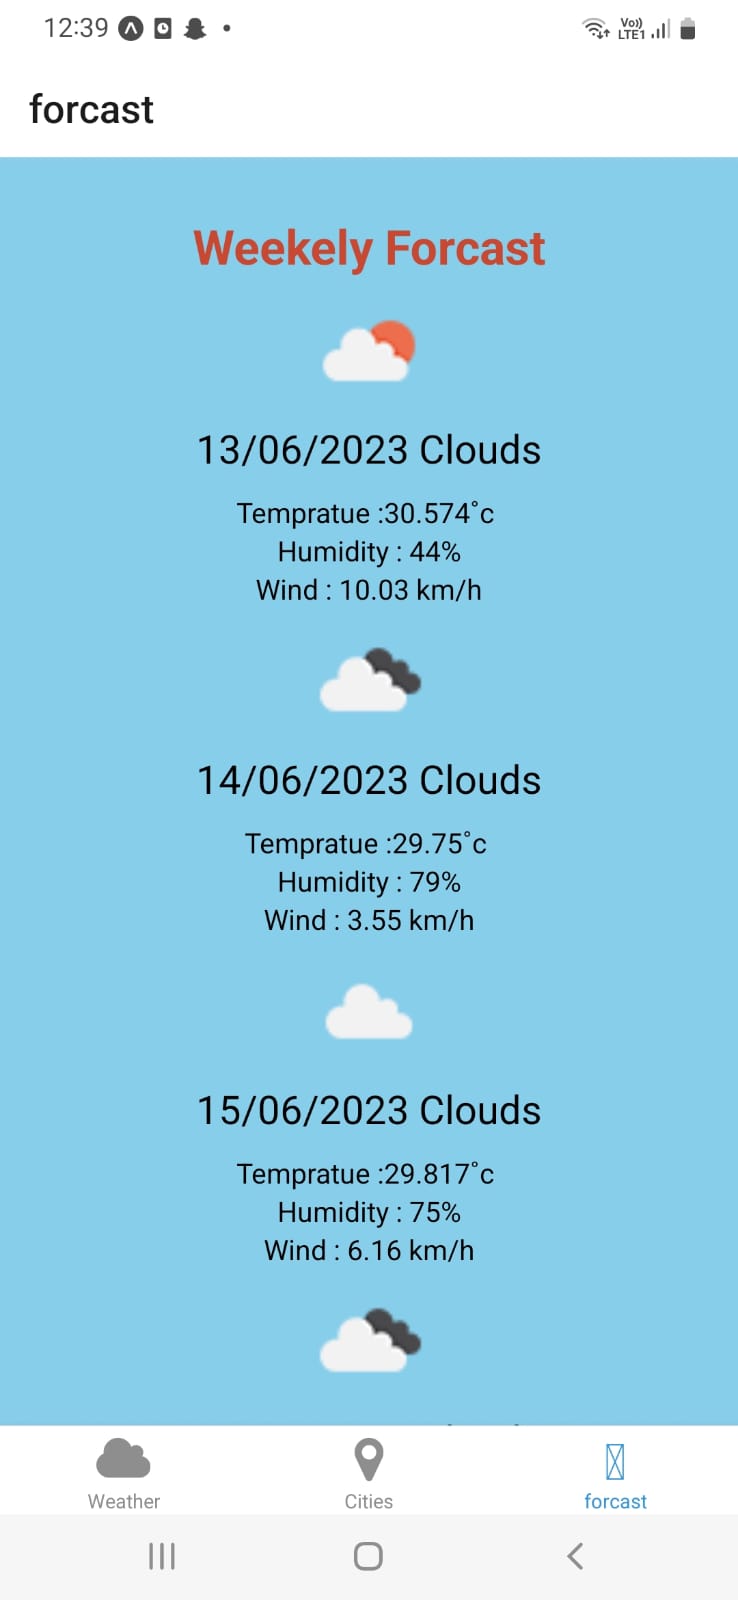 12:39
Vo))
LTE1
forcast
Weekely Forcast
13/06/2023 Clouds
Tempratue :30.574°c
Humidity : 44%
Wind : 10.03 km/h
14/06/2023 Clouds
Tempratue :29.75°c
Humidity : 79%
Wind : 3.55 km/h
15/06/2023 Clouds
Tempratue :29.817°c
Humidity : 75%
Wind : 6.16 km/h
Weather Cities forcast